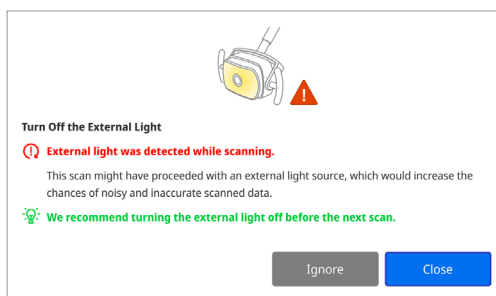 Turn Off the External Light
External light was detected while scanning.
This scan might have proceeded with an external light source, which would increase the
chances of noisy and inaccurate scanned data.
We recommend turning the external light off before the next scan.
Ignore
Close